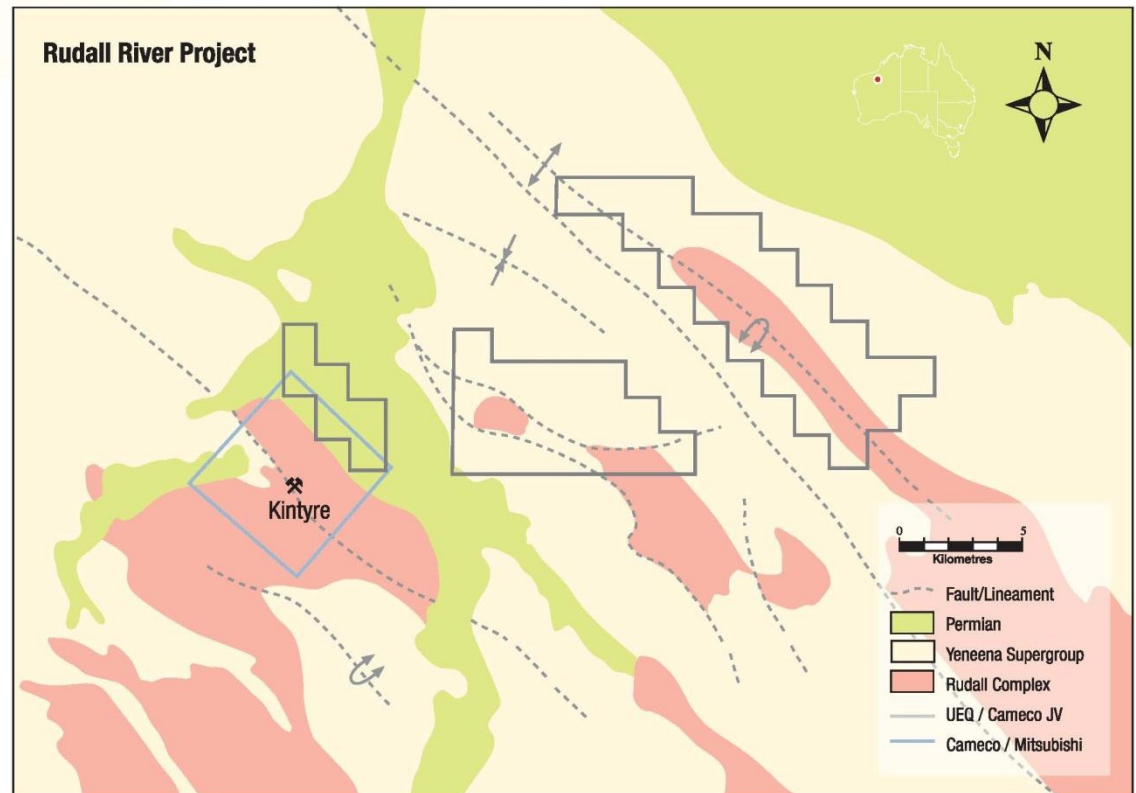 Rudall River Project
N
Kintyre
0 5
Kilometres
Fault/Lineament
Permian
Yeneena Supergroup
Rudall Complex
UEQ / Cameco JV
Cameco / Mitsubishi